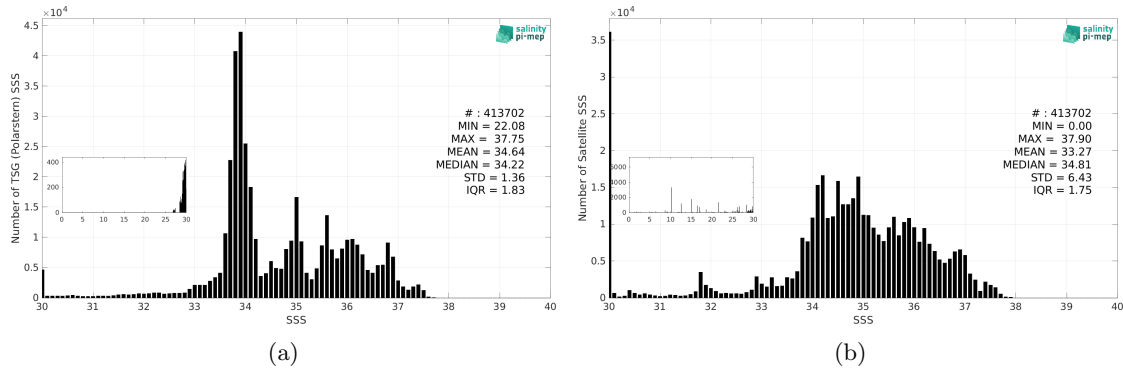 4.5
×10⁴
4
3.5
3
2.5
2
1.5
1
0.5
0
Number of TSG (Polarstern) SSS
salinity
pi-mep
# : 413702
MIN = 22.08
MAX = 37.75
MEAN = 34.64
MEDIAN = 34.22
STD = 1.36
IQR = 1.83
400
200
0
0 5 10 15 20 25 30
30 31 32 33 34 35 36 37 38 39 40
SSS
(a)
×10⁴
3.5
3
2.5
2
1.5
1
0.5
0
Number of Satellite SSS
salinity
pi-mep
# : 413702
MIN = 0.00
MAX = 37.90
MEAN = 33.27
MEDIAN = 34.81
STD = 6.43
IQR = 1.75
6000
4000
2000
0
0 5 10 15 20 25 30
30 31 32 33 34 35 36 37 38 39 40
SSS
(b)